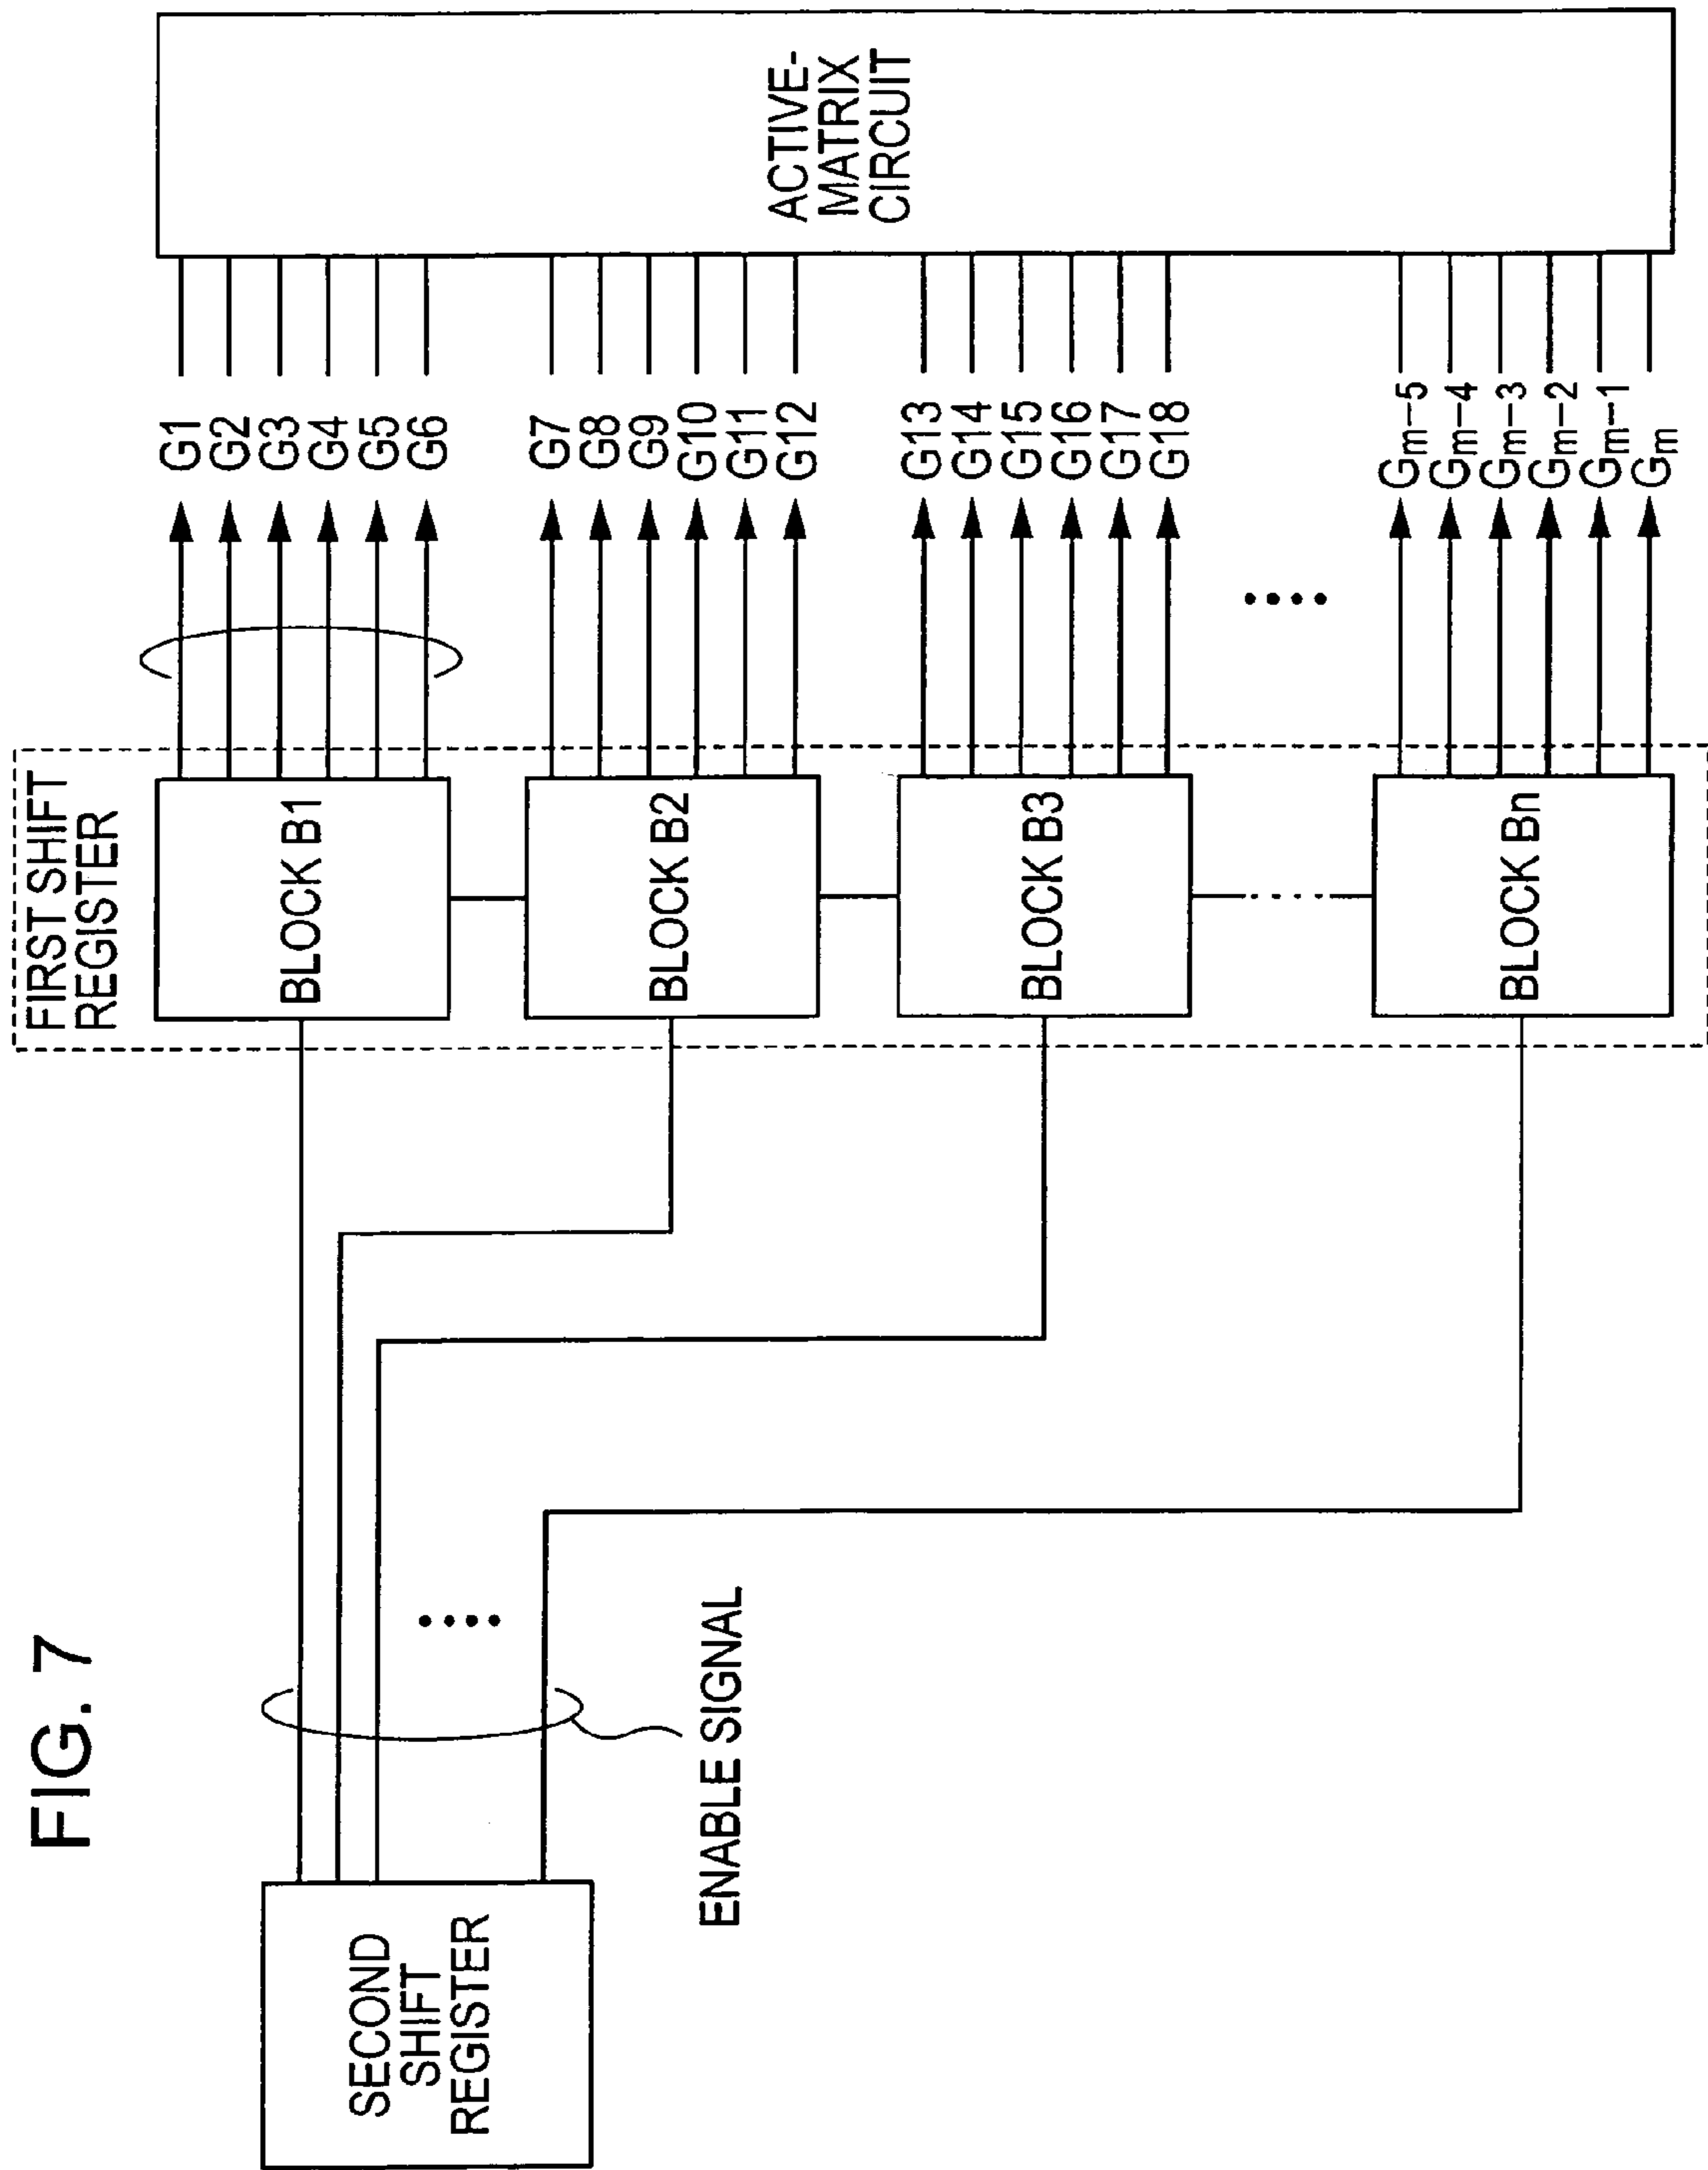 FIG. 7
SECOND
SHIFT
REGISTER
ENABLE SIGNAL
FIRST SHIFT
REGISTER
BLOCK B1
BLOCK B2
BLOCK B3
BLOCK Bn
G1
G2
G3
G4
G5
G6
G7
G8
G9
G10
G11
G12
G13
G14
G15
G16
G17
G18
Gm-5
Gm-4
Gm-3
Gm-2
Gm-1
Gm
ACTIVE-
MATRIX
CIRCUIT